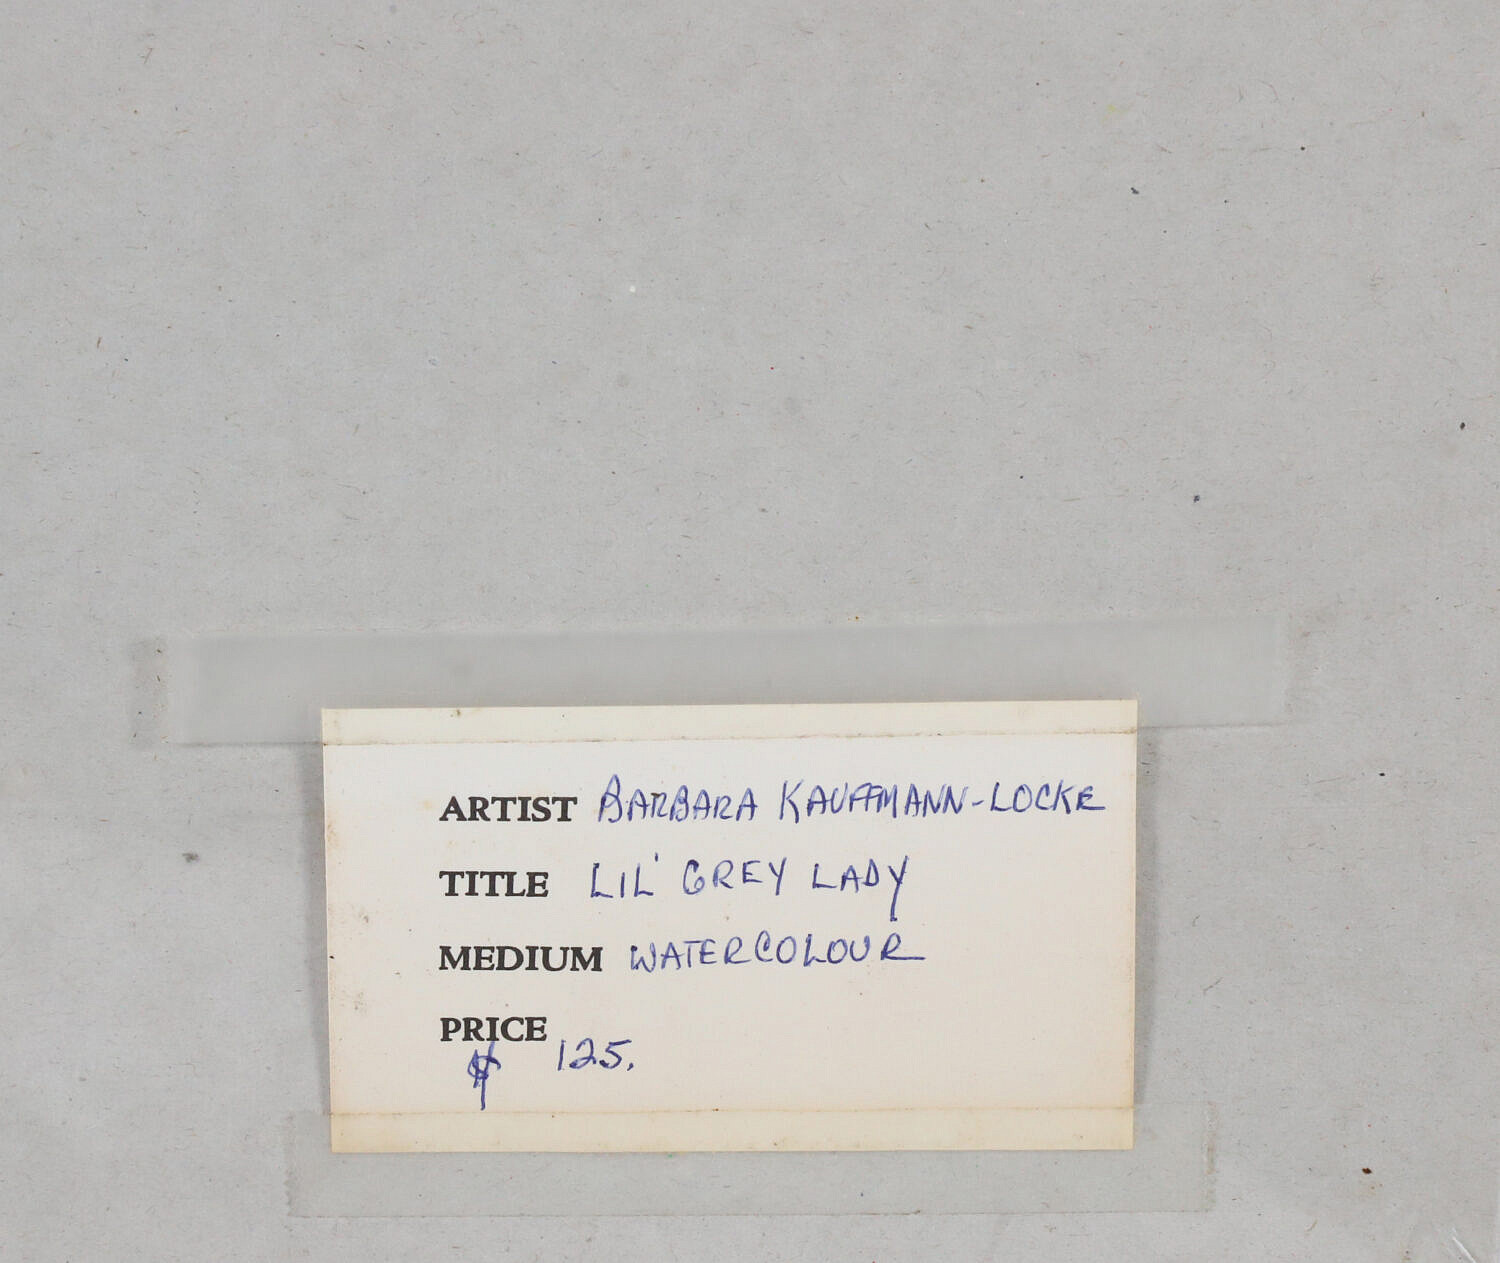 ARTIST BARBARA KAUFFMANN-LOCKE
TITLE LIL' GREY LADY
MEDIUM WATERCOLOUR
PRICE
$ 125.